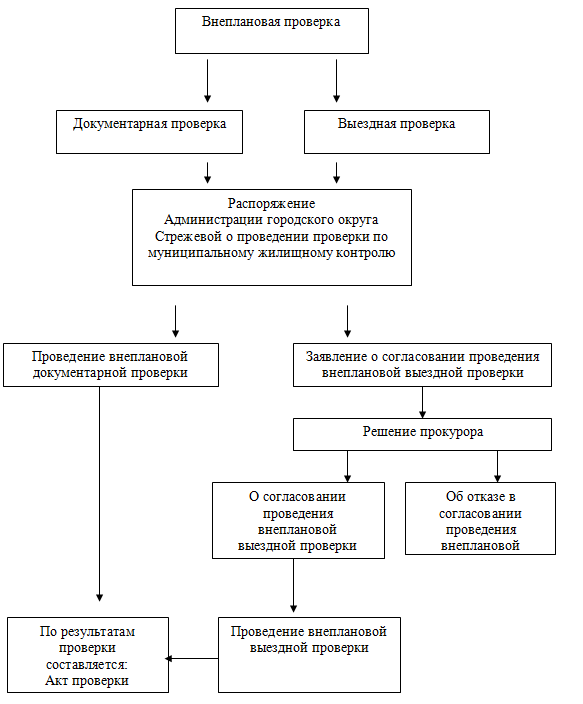 Внеплановая проверка
Документарная проверка
Выездная проверка
Распоряжение
Администрации городского округа
Стрежевой о проведении проверки по
муниципальному жилищному контролю
Проведение внеплановой
документарной проверки
Заявление о согласовании проведения
внеплановой выездной проверки
Решение прокурора
О согласовании
проведения
внеплановой
выездной проверки
Об отказе в
согласовании
проведения
внеплановой
По результатам
проверки
составляется:
Акт проверки
Проведение внеплановой
выездной проверки